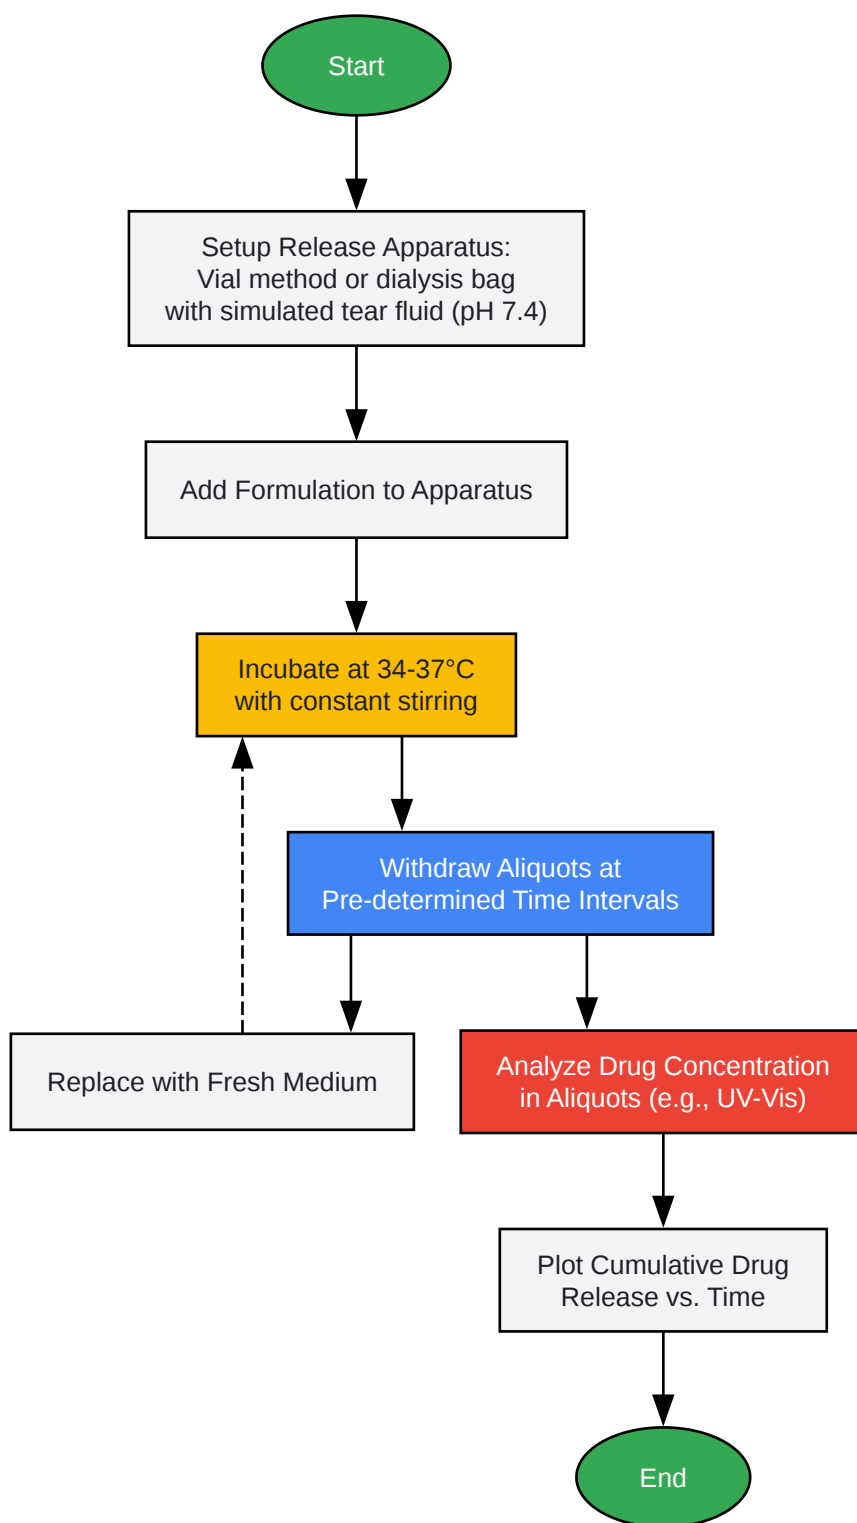 Start
Setup Release Apparatus:
Vial method or dialysis bag
with simulated tear fluid (pH 7.4)
Add Formulation to Apparatus
Incubate at 34-37°C
with constant stirring
Withdraw Aliquots at
Pre-determined Time Intervals
Replace with Fresh Medium
Analyze Drug Concentration
in Aliquots (e.g., UV-Vis)
Plot Cumulative Drug
Release vs. Time
End